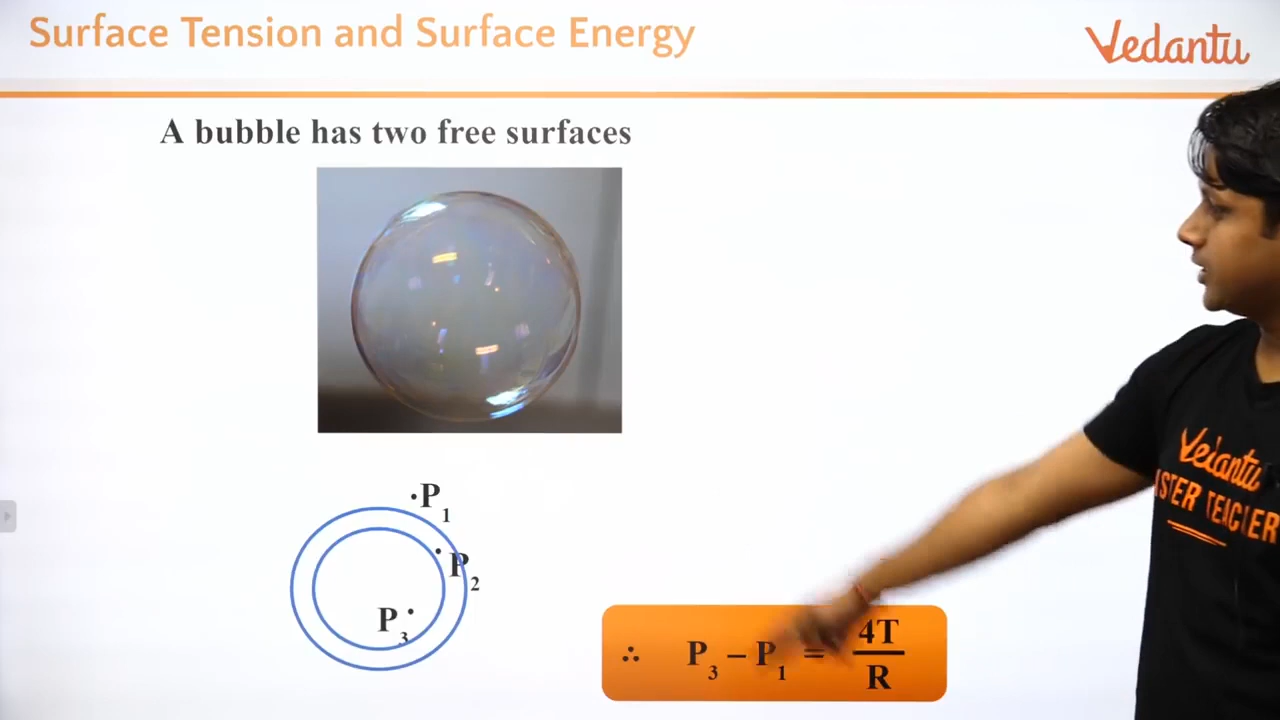 Surface Tension and Surface Energy
Vedantu
A bubble has two free surfaces
·P₁
P₂
P₃
∴ P₃ – P₁ = 4T/R
Vedantu
TEACHER